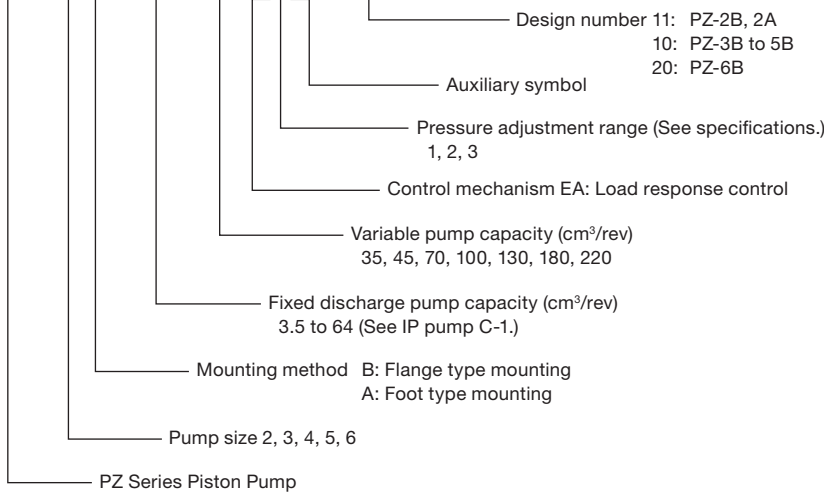 Design number 11: PZ-2B, 2A
10: PZ-3B to 5B
20: PZ-6B
Auxiliary symbol
Pressure adjustment range (See specifications.)
1, 2, 3
Control mechanism EA: Load response control
Variable pump capacity (cm³/rev)
35, 45, 70, 100, 130, 180, 220
Fixed discharge pump capacity (cm³/rev)
3.5 to 64 (See IP pump C-1.)
Mounting method B: Flange type mounting
A: Foot type mounting
Pump size 2, 3, 4, 5, 6
PZ Series Piston Pump